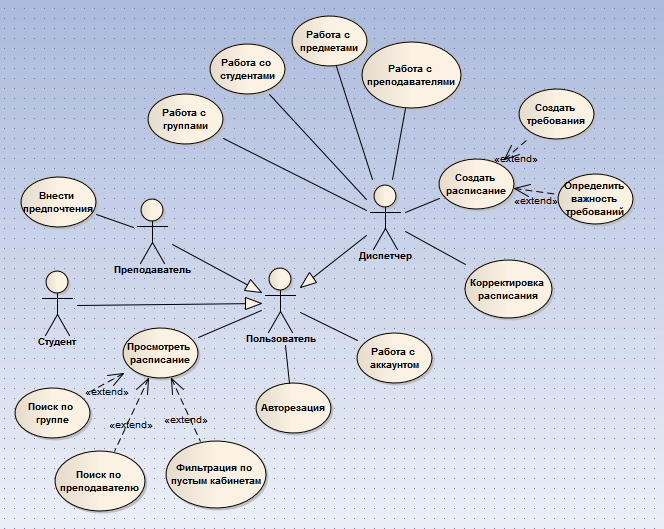 Работа с
предметами
Работа со
студентами
Работа с
преподавателями
Работа с
группами
Создать
требования
«extend»
Создать
расписание
Определить
важность
требований
«extend»
Внести
предпочтения
Преподаватель
Диспетчер
Корректировка
расписания
Студент
Пользователь
Просмотреть
расписание
Работа с
аккаунтом
«extend»
Поиск по
группе
«extend»
«extend»
Авторезация
Поиск по
преподавателю
Фильтрация по
пустым кабинетам